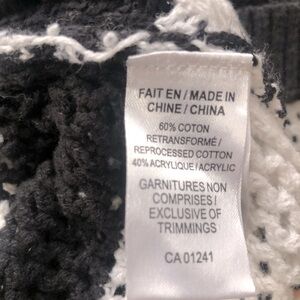 FAIT EN / MADE IN
CHINE / CHINA
60% COTON
RETRANSFORMÉ /
REPROCESSED COTTON
40% ACRYLIQUE / ACRYLIC
GARNITURES NON
COMPRISES /
EXCLUSIVE OF
TRIMMINGS
CA 01241